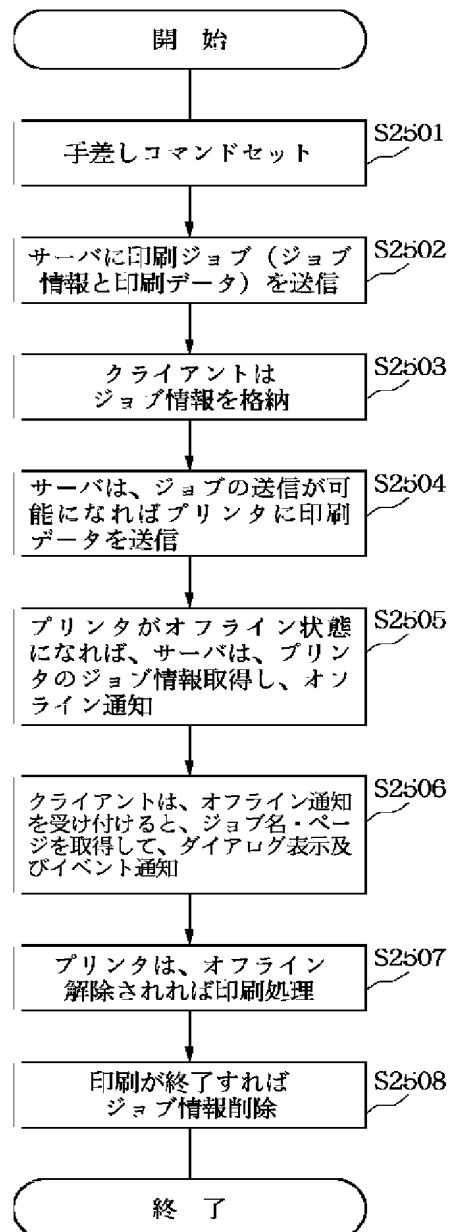 開 始
S2501
手差しコマンドセット
S2502
サーバに印刷ジョブ（ジョブ
情報と印刷データ）を送信
S2503
クライアントは
ジョブ情報を格納
S2504
サーバは、ジョブの送信が可
能になればプリンタに印刷
データを送信
S2505
プリンタがオフライン状態
になれば、サーバは、プリン
タのジョブ情報取得し、オフ
ライン通知
S2506
クライアントは、オフライン通知
を受け付けると、ジョブ名・ペー
ジを取得して、ダイアログ表示及
びイベント通知
S2507
プリンタは、オフライン
解除されれば印刷処理
S2508
印刷が終了すれば
ジョブ情報削除
終 了